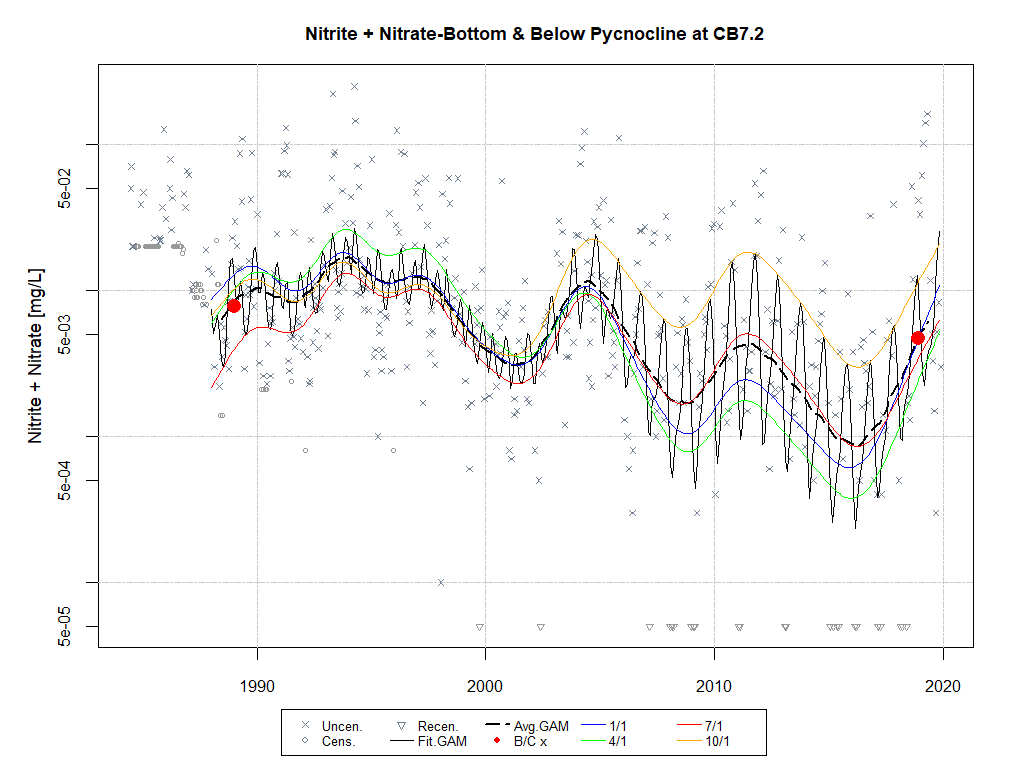 Nitrite + Nitrate-Bottom & Below Pycnocline at CB7.2
Nitrite + Nitrate [mg/L]
5e-02
5e-03
5e-04
5e-05
1990 2000 2010 2020
Uncen. Recen. Avg.GAM 1/1 7/1
Cens. Fit.GAM B/C x 4/1 10/1